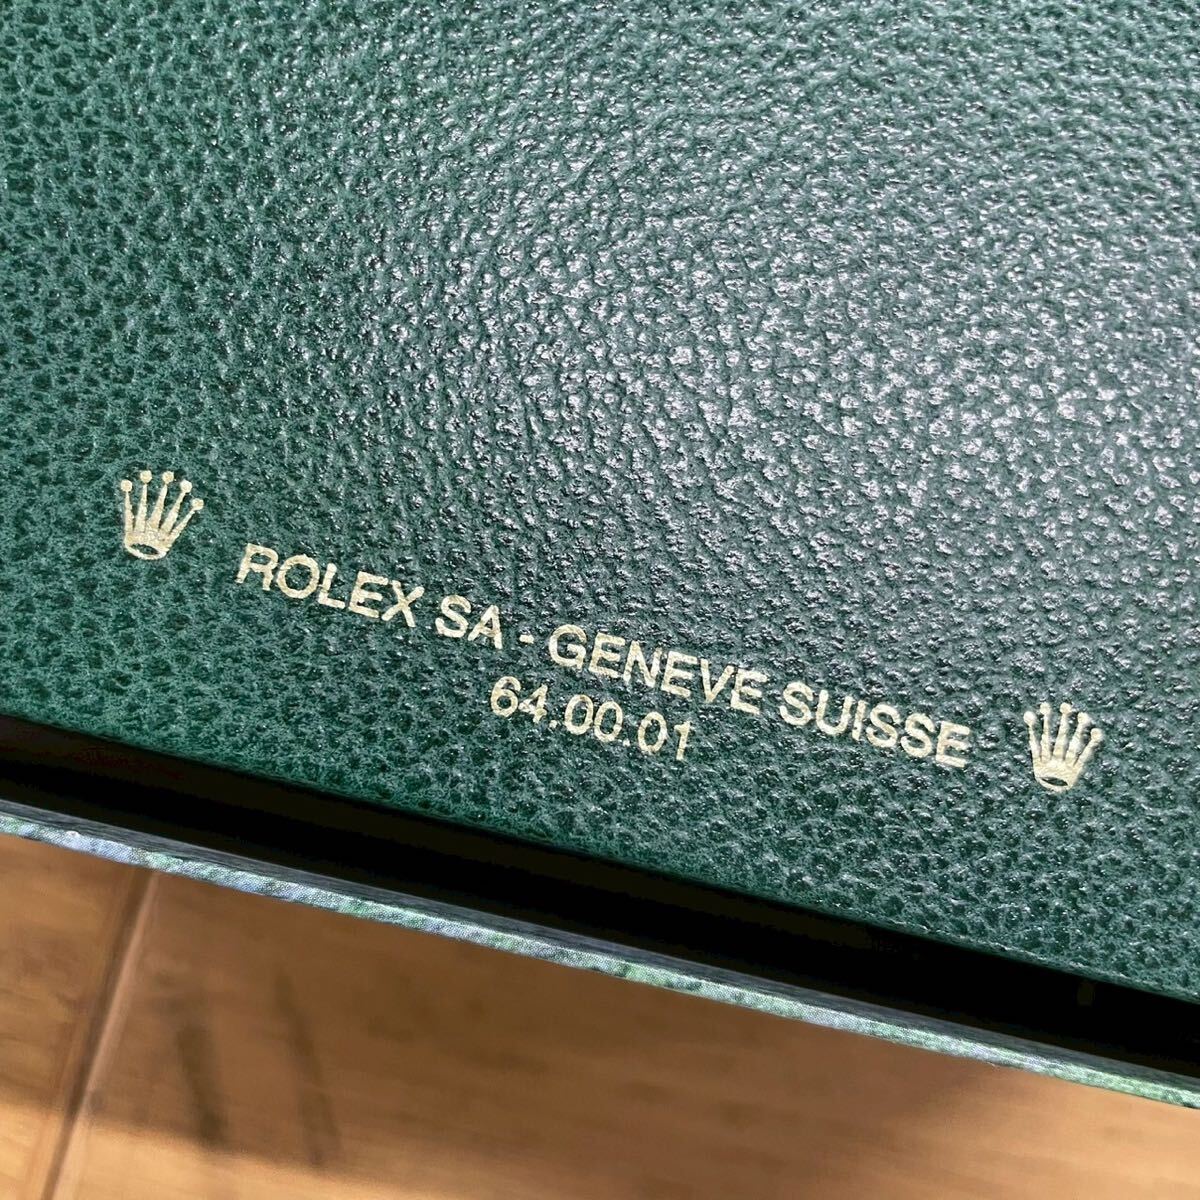 ROLEX SA - GENEVE SUISSE
64.00.01